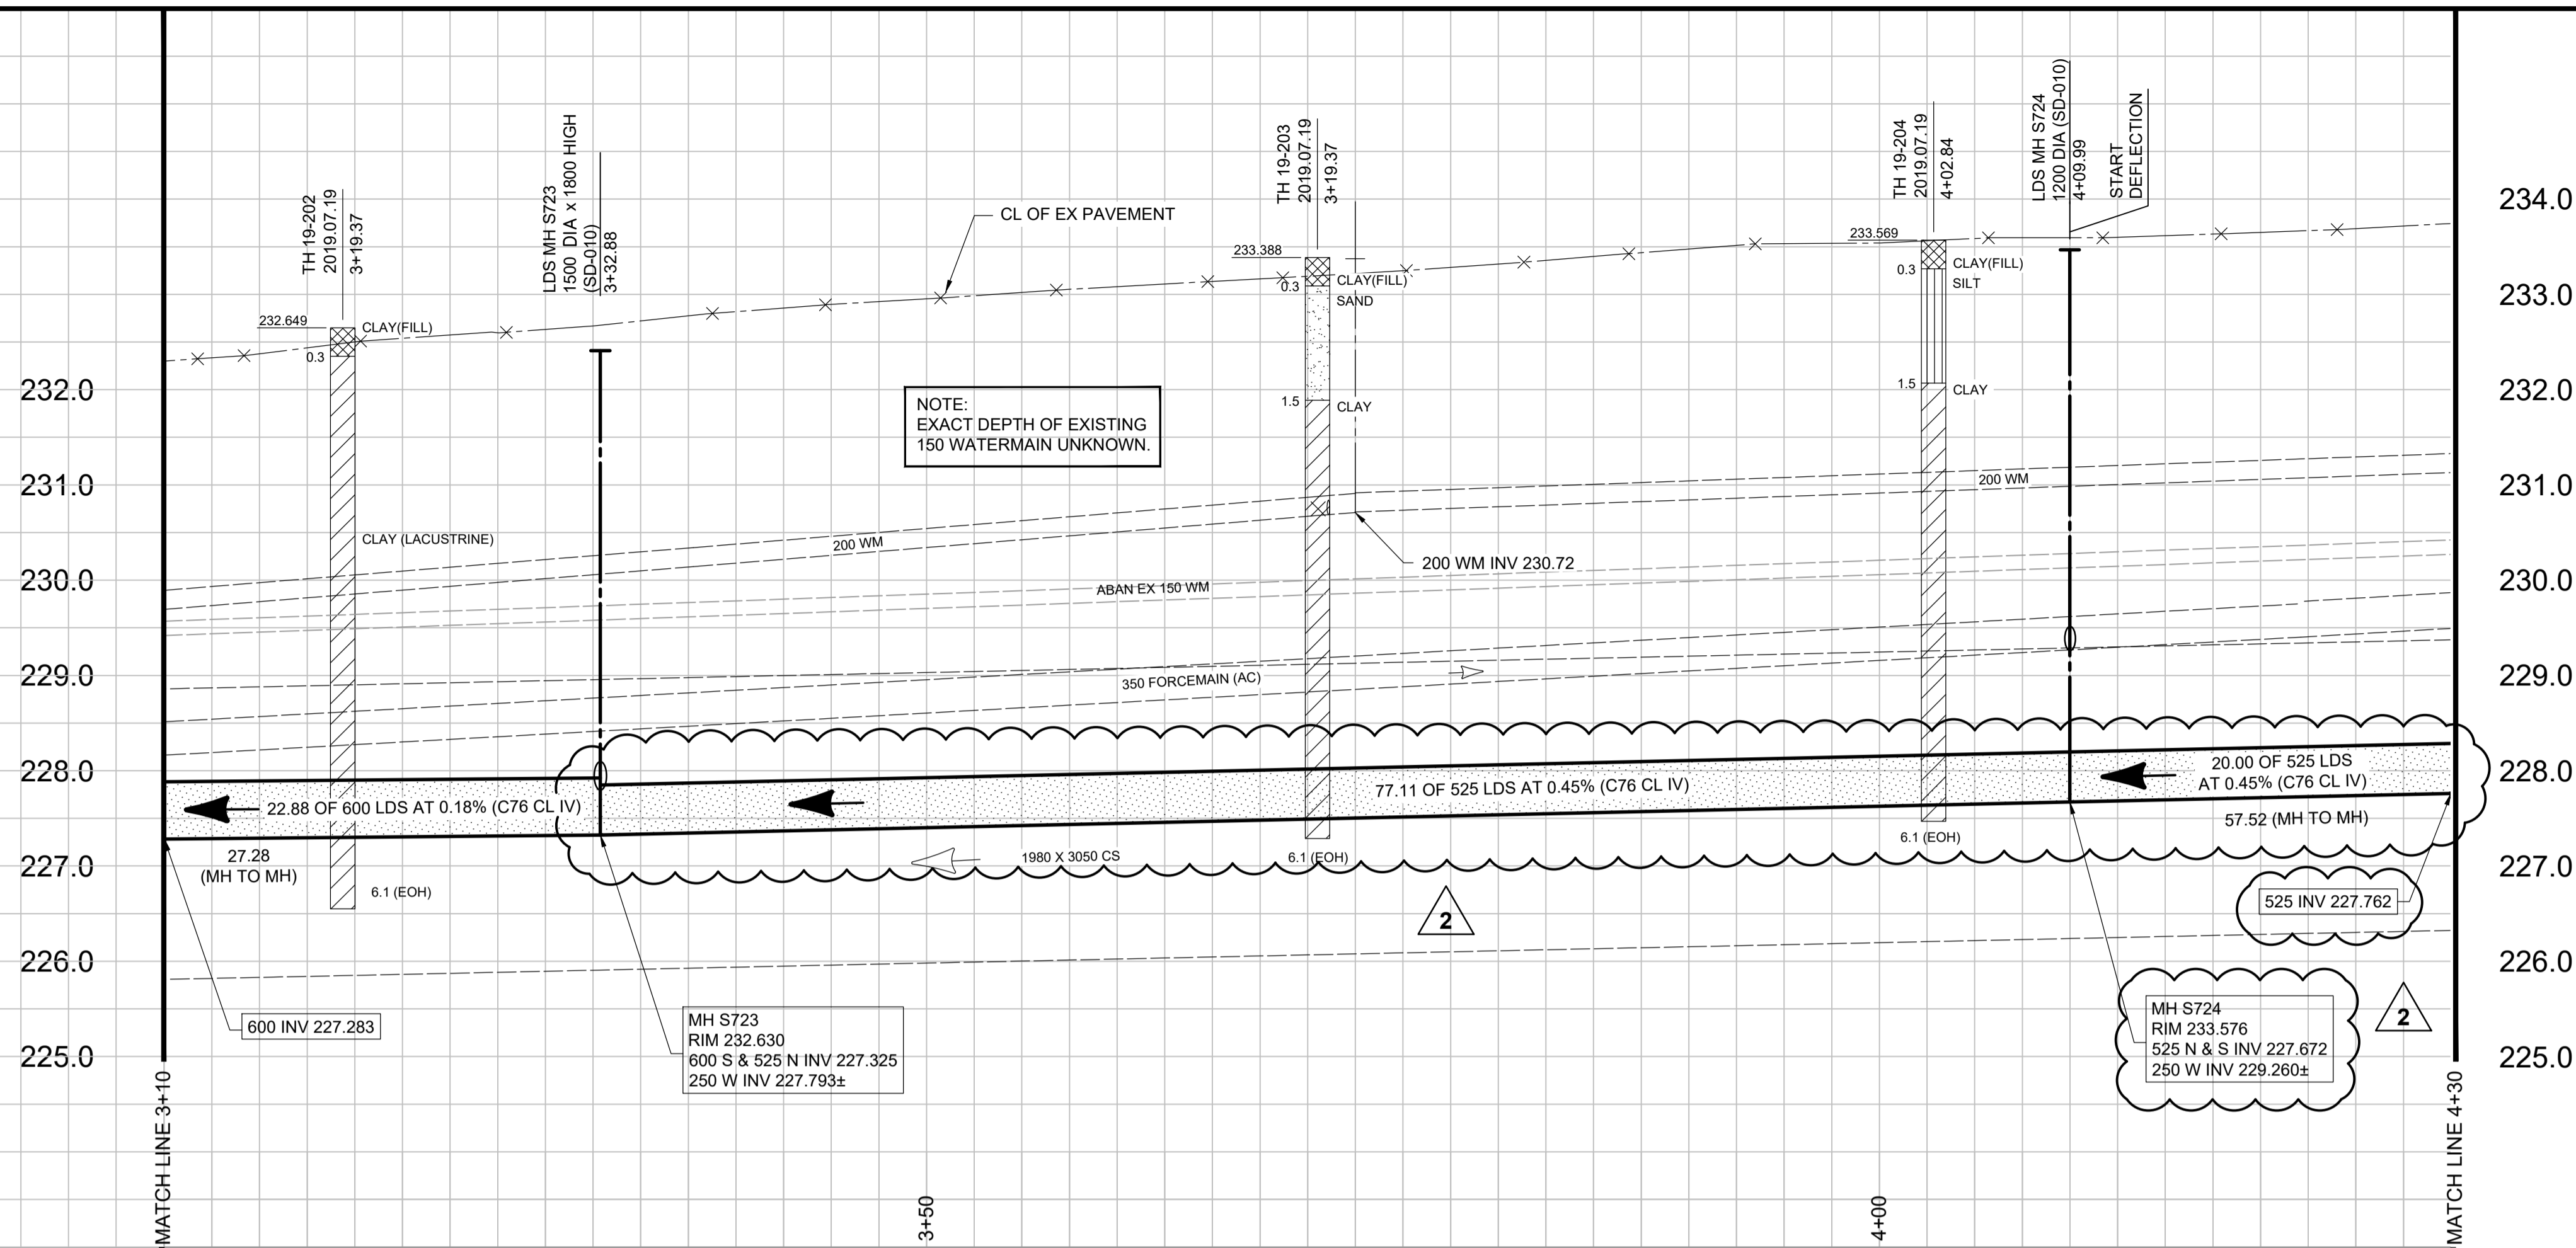 TH 19-202
2019.07.19
3+19.37
LDS MH S723
1500 DIA x 1800 HIGH
(SD-010)
3+32.88
CL OF EX PAVEMENT
TH 19-203
2019.07.19
3+19.37
TH 19-204
2019.07.19
4+02.84
LDS MH S724
1200 DIA (SD-010)
4+09.99
START
DEFLECTION
234.0
233.0
232.0
231.0
230.0
229.0
228.0
227.0
226.0
225.0
232.0
231.0
230.0
229.0
228.0
227.0
226.0
225.0
232.649
CLAY(FILL)
0.3
CLAY (LACUSTRINE)
6.1 (EOH)
233.388
0.3
CLAY(FILL)
SAND
1.5
CLAY
6.1 (EOH)
233.569
0.3
CLAY(FILL)
SILT
1.5
CLAY
6.1 (EOH)
NOTE:
EXACT DEPTH OF EXISTING
150 WATERMAIN UNKNOWN.
200 WM
200 WM
200 WM INV 230.72
ABAN EX 150 WM
350 FORCEMAIN (AC)
22.88 OF 600 LDS AT 0.18% (C76 CL IV)
77.11 OF 525 LDS AT 0.45% (C76 CL IV)
20.00 OF 525 LDS
AT 0.45% (C76 CL IV)
27.28
(MH TO MH)
57.52 (MH TO MH)
1980 X 3050 CS
2
525 INV 227.762
600 INV 227.283
MH S723
RIM 232.630
600 S & 525 N INV 227.325
250 W INV 227.793±
MH S724
RIM 233.576
525 N & S INV 227.672
250 W INV 229.260±
2
MATCH LINE 3+10
3+50
4+00
MATCH LINE 4+30